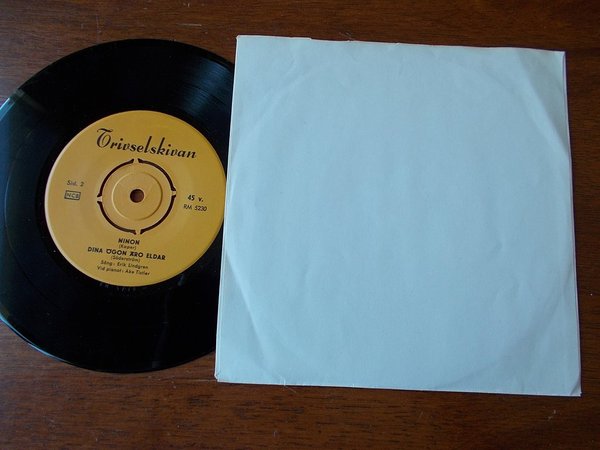 Trivselskivan
Sid. 2
NCB
45 v.
RM 5230
NINON
(Kaper)
DINA ÖGON ÄRO ELDAR
(Söderström)
Sång: Erik Lindgren
Vid pianot: Åke Tistler